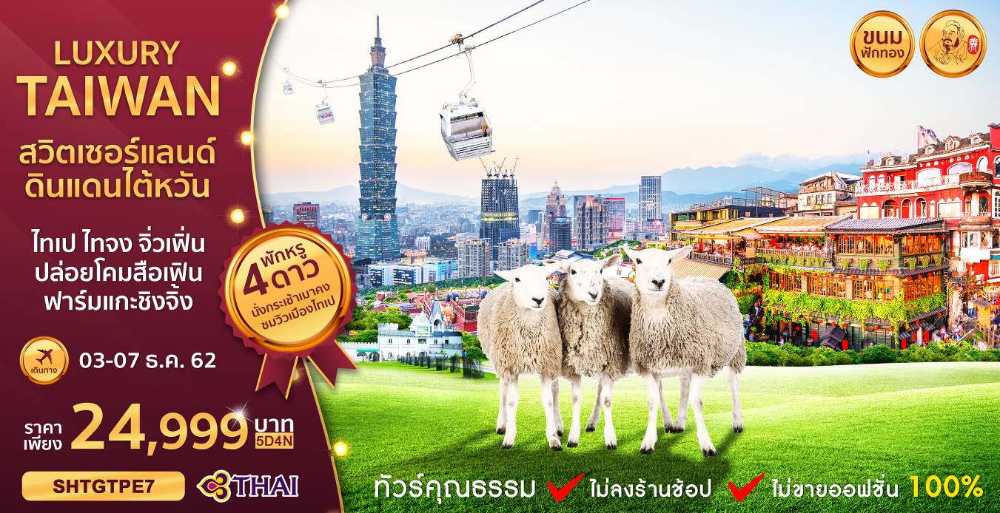 LUXURY
TAIWAN
สวิตเซอร์แลนด์
ดินแดนไต้หวัน
ไทเป ไทจง จิ่วเฟิ่น
ปล่อยโคมสือเฟิน
ฟาร์มแกะชิงจิ้ง
พักหรู
4 ดาว
นั่งกระเช้าเมาคง
ชมวิวเมืองไทเป
เดินทาง
03-07 ธ.ค. 62
ราคา
เพียง
24,999
บาท
5D4N
SHTGTPE7
THAI
ขนม
ฟักทอง
義
ทัวร์คุณธรรม ไม่ลงร้านช้อป ไม่ขายออฟชั่น 100%